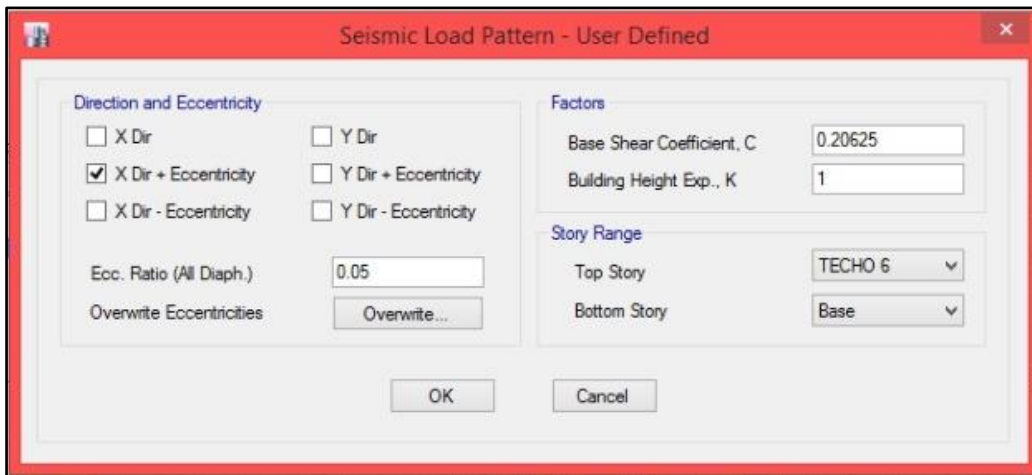 Seismic Load Pattern - User Defined
Direction and Eccentricity
X Dir
Y Dir
X Dir + Eccentricity
Y Dir + Eccentricity
X Dir - Eccentricity
Y Dir - Eccentricity
Ecc. Ratio (All Diaph.)
0.05
Overwrite Eccentricities
Overwrite...
Factors
Base Shear Coefficient, C
0.20625
Building Height Exp., K
1
Story Range
Top Story
TECHO 6
Bottom Story
Base
OK
Cancel